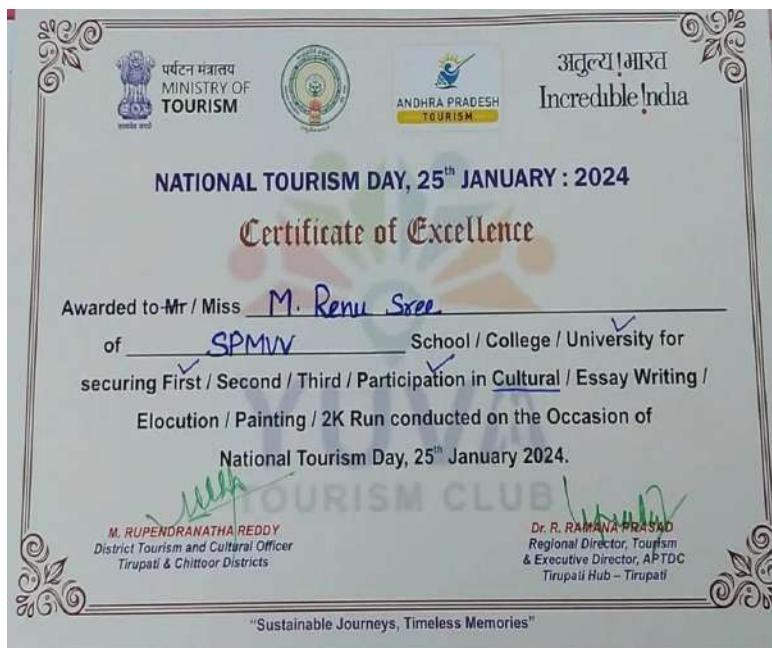 पर्यटन मंत्रालय
MINISTRY OF
TOURISM
सत्यमेव जयते
ANDHRA PRADESH
TOURISM
अतुल्य!भारत
Incredible!ndia
NATIONAL TOURISM DAY, 25th JANUARY : 2024
Certificate of Excellence
Awarded to Mr / Miss M. Renu Sree
of SPMVV School / College / University for
securing First / Second / Third / Participation in Cultural / Essay Writing /
Elocution / Painting / 2K Run conducted on the Occasion of
National Tourism Day, 25th January 2024.
YUVA
TOURISM CLUB
M. RUPENDRANATHA REDDY
District Tourism and Cultural Officer
Tirupati & Chittoor Districts
Dr. R. RAMANA PRASAD
Regional Director, Tourism
& Executive Director, APTDC
Tirupati Hub – Tirupati
"Sustainable Journeys, Timeless Memories"